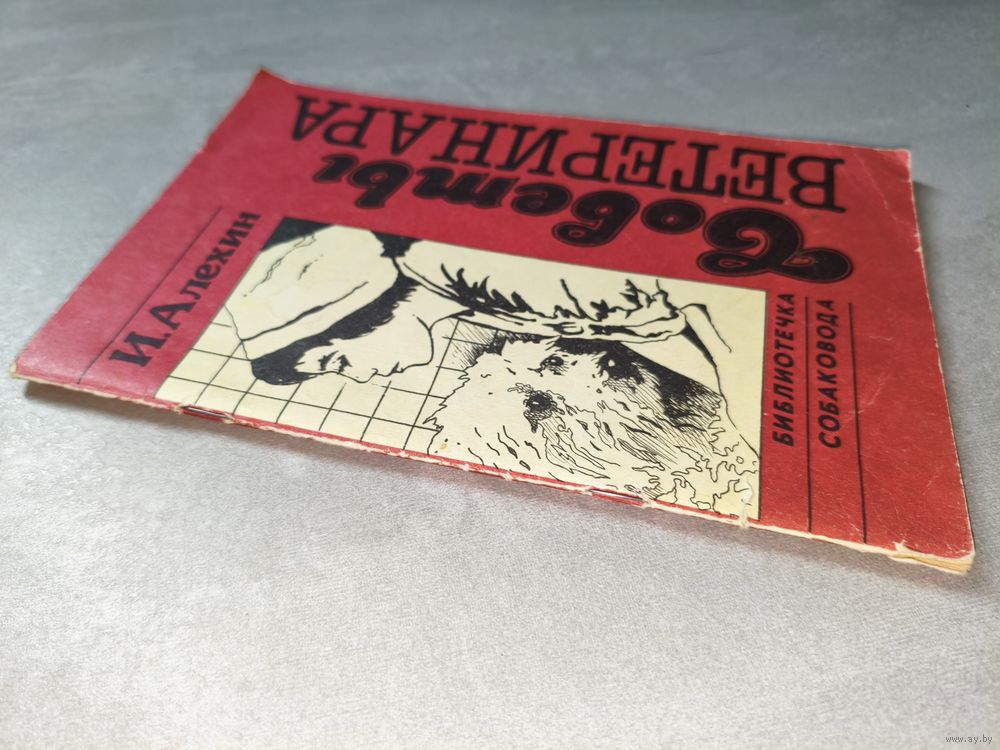 И. Алехин
Советы
ВЕТЕРИНАРА
БИБЛИОТЕЧКА
СОБАКОВОДА
www.ay.by